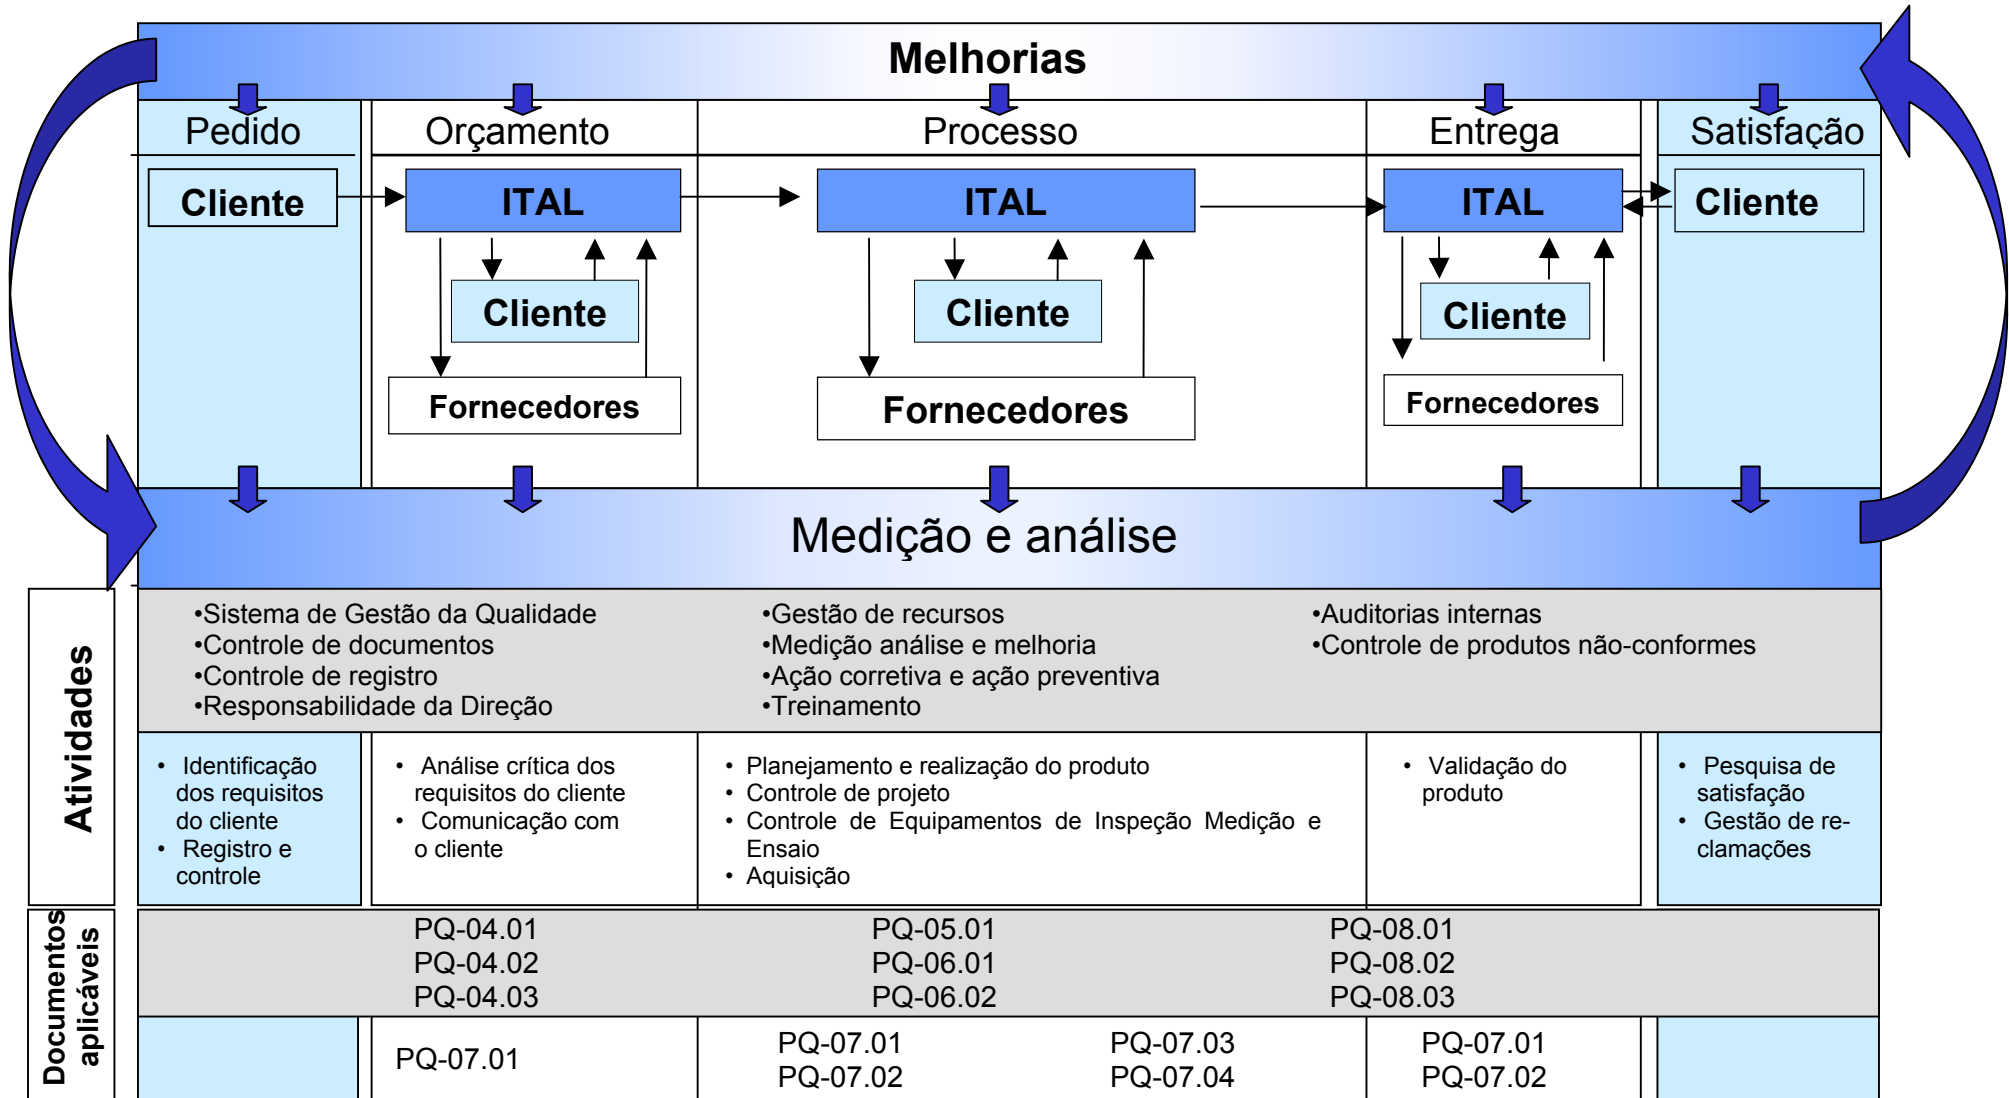 Melhorias
Pedido
Orçamento
Processo
Entrega
Satisfação
Cliente
ITAL
ITAL
ITAL
Cliente
Cliente
Cliente
Cliente
Fornecedores
Fornecedores
Fornecedores
Medição e análise
Atividades
•Sistema de Gestão da Qualidade
•Controle de documentos
•Controle de registro
•Responsabilidade da Direção
•Gestão de recursos
•Medição análise e melhoria
•Ação corretiva e ação preventiva
•Treinamento
•Auditorias internas
•Controle de produtos não-conformes
• Identificação
dos requisitos
do cliente
• Registro e
controle
• Análise crítica dos
requisitos do cliente
• Comunicação com
o cliente
• Planejamento e realização do produto
• Controle de projeto
• Controle de Equipamentos de Inspeção Medição e
Ensaio
• Aquisição
• Validação do
produto
• Pesquisa de
satisfação
• Gestão de re-
clamações
Documentos
aplicáveis
PQ-04.01
PQ-04.02
PQ-04.03
PQ-05.01
PQ-06.01
PQ-06.02
PQ-08.01
PQ-08.02
PQ-08.03
PQ-07.01
PQ-07.01
PQ-07.02
PQ-07.03
PQ-07.04
PQ-07.01
PQ-07.02